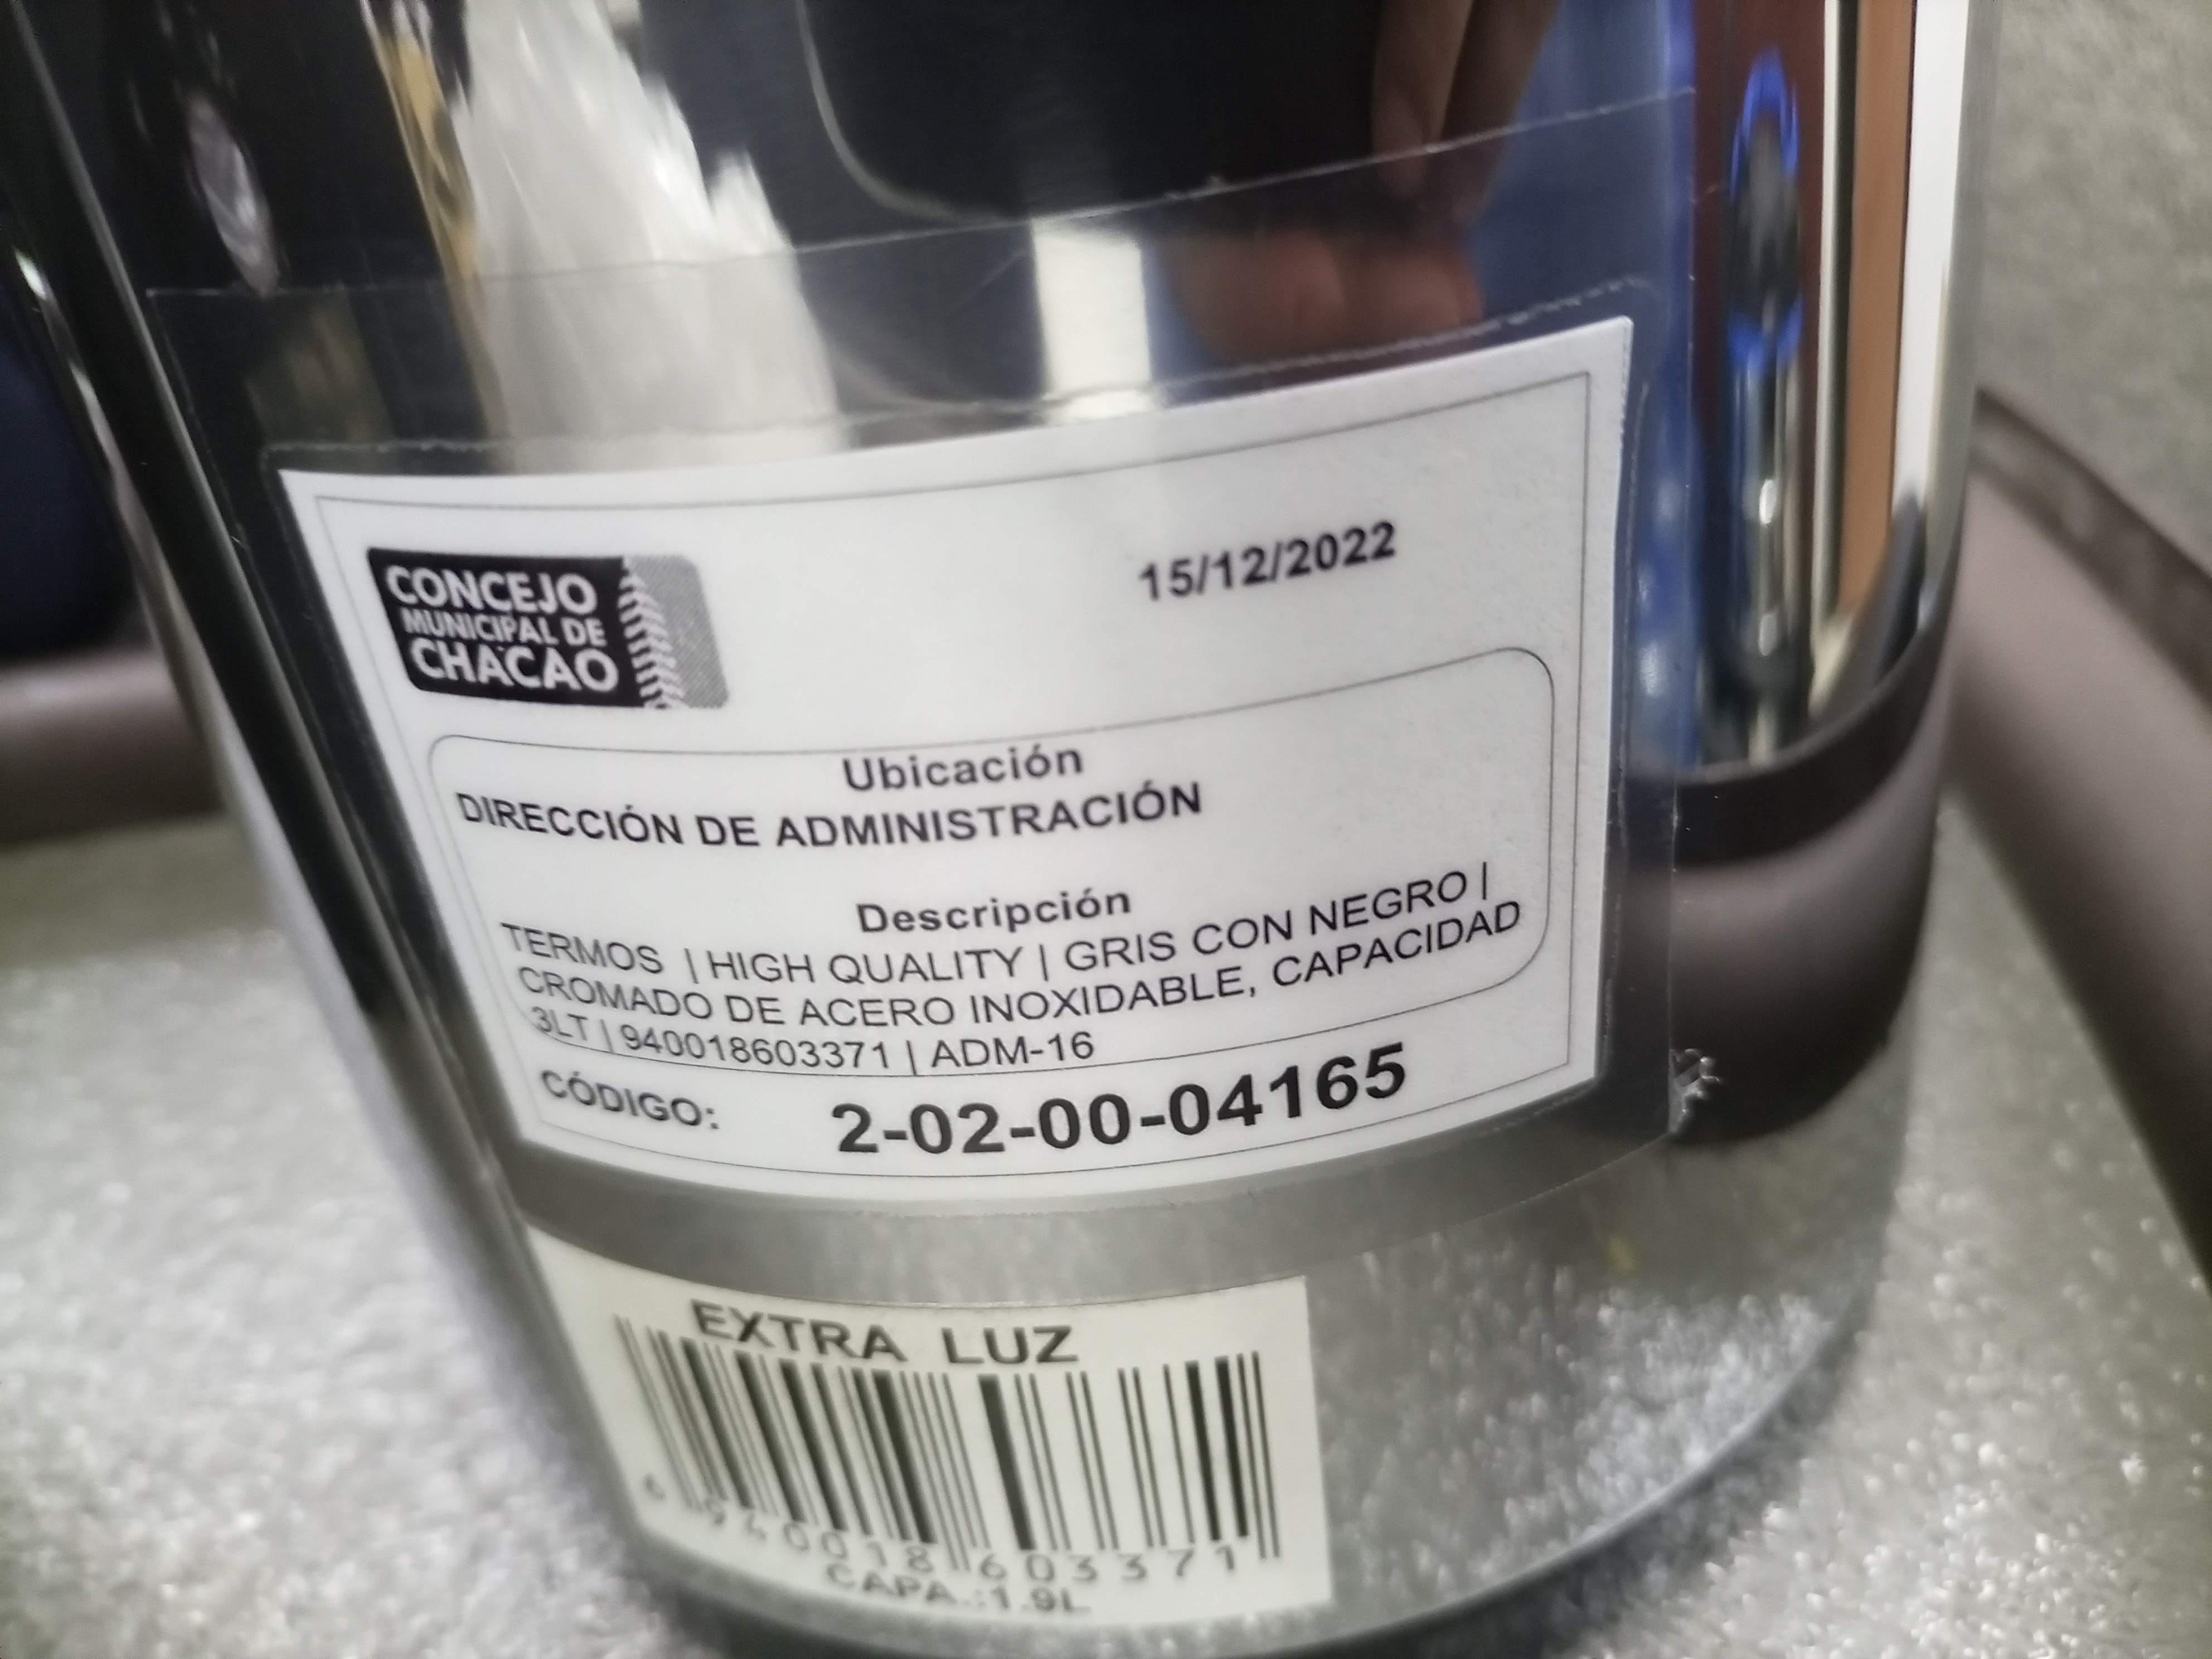 CONCEJO
MUNICIPAL DE
CHACAO
15/12/2022
Ubicación
DIRECCIÓN DE ADMINISTRACIÓN
Descripción
TERMOS | HIGH QUALITY | GRIS CON NEGRO |
CROMADO DE ACERO INOXIDABLE, CAPACIDAD
3LT | 940018603371 | ADM-16
CÓDIGO: 2-02-00-04165
EXTRA LUZ
6 940018 603371
CAPA.:1.9L